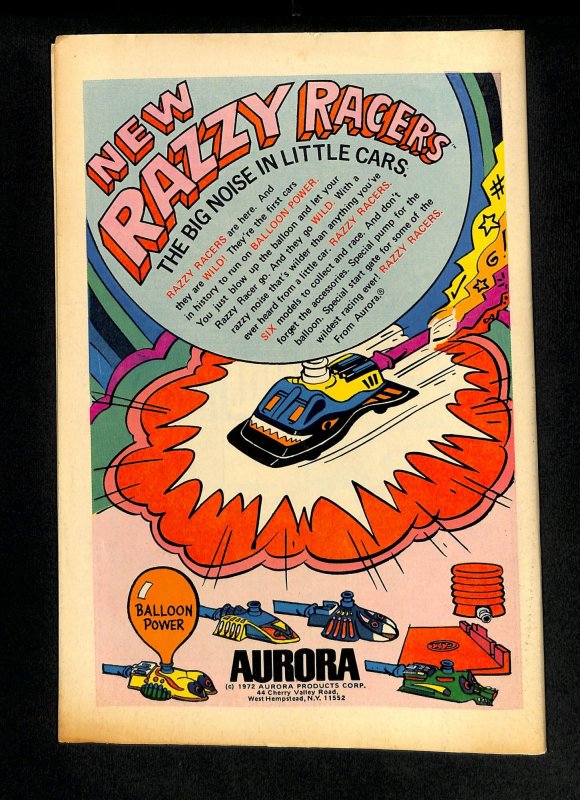 NEW
RAZZY RACERS™
THE BIG NOISE IN LITTLE CARS.
RAZZY RACERS are here. And
they are WILD! They're the first cars
in history to run on BALLOON POWER.
You just blow up the balloon and let your
Razzy Racer go. And they go WILD. With a
razzy noise that's wilder than anything you've
ever heard from a little car. RAZZY RACERS.
SIX models to collect and race. And don't
forget the accessories. Special pump for the
balloon. Special start gate for some of the
wildest racing ever! RAZZY RACERS.
From Aurora.®
#
G!
BALLOON
POWER
AURORA
(c) 1972 AURORA PRODUCTS CORP.
44 Cherry Valley Road,
West Hempstead, N.Y. 11552